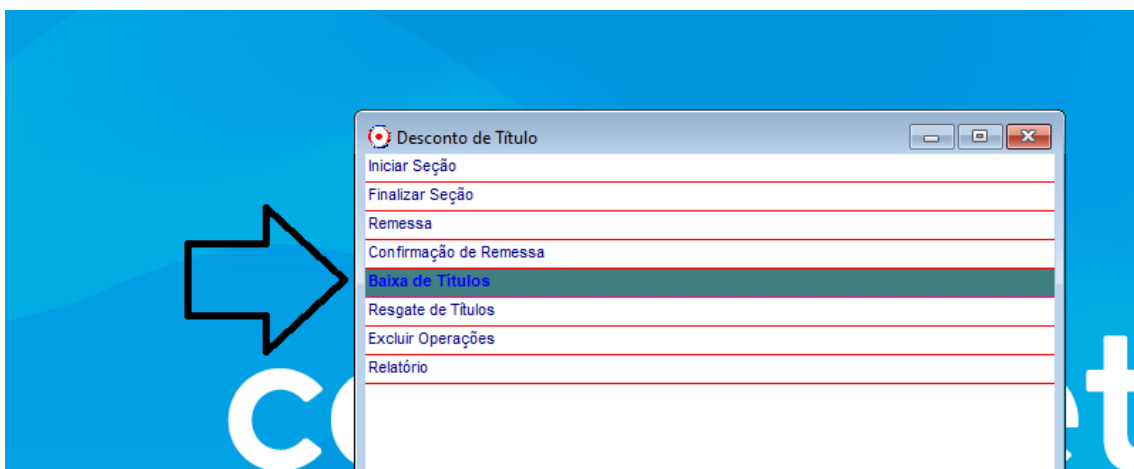 Desconto de Título
Iniciar Seção
Finalizar Seção
Remessa
Confirmação de Remessa
Baixa de Títulos
Resgate de Títulos
Excluir Operações
Relatório